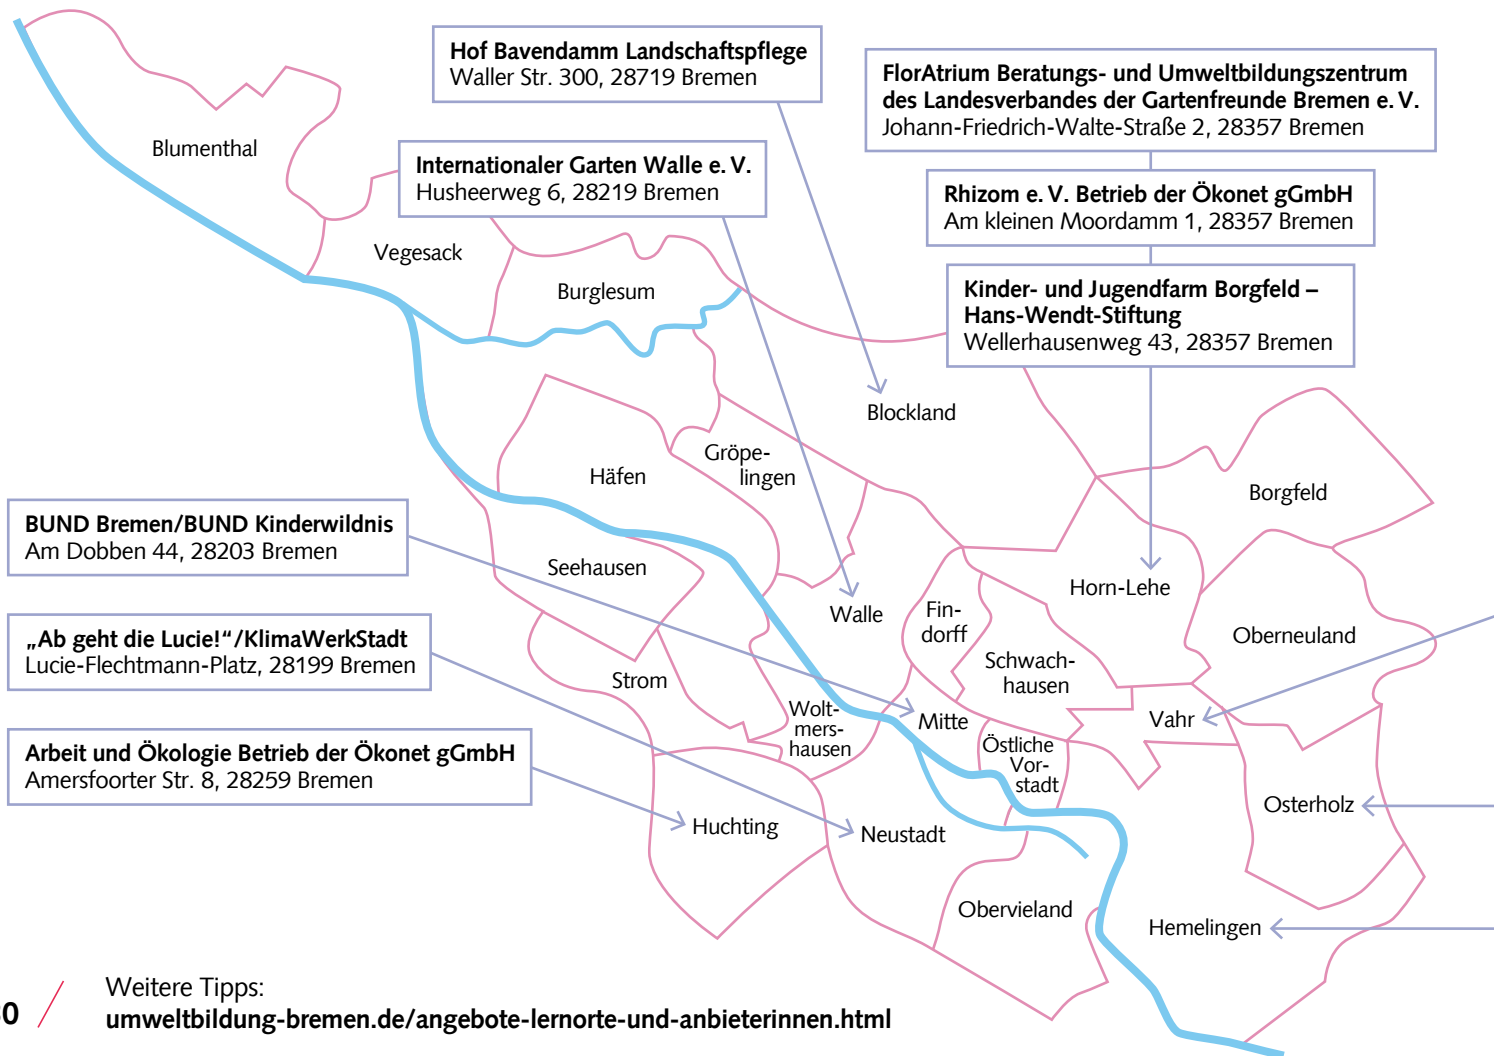 Hof Bavendamm Landschaftspflege
Waller Str. 300, 28719 Bremen
FlorAtrium Beratungs- und Umweltbildungszentrum
des Landesverbandes der Gartenfreunde Bremen e. V.
Johann-Friedrich-Walte-Straße 2, 28357 Bremen
Internationaler Garten Walle e. V.
Husheerweg 6, 28219 Bremen
Rhizom e. V. Betrieb der Ökonet gGmbH
Am kleinen Moordamm 1, 28357 Bremen
Kinder- und Jugendfarm Borgfeld –
Hans-Wendt-Stiftung
Wellerhausenweg 43, 28357 Bremen
Blumenthal
Vegesack
Burglesum
Blockland
Häfen
Gröpe-
lingen
Borgfeld
BUND Bremen/BUND Kinderwildnis
Am Dobben 44, 28203 Bremen
Seehausen
Walle
Fin-
dorff
Horn-Lehe
Oberneuland
„Ab geht die Lucie!“/KlimaWerkStadt
Lucie-Flechtmann-Platz, 28199 Bremen
Strom
Schwach-
hausen
Wolt-
mers-
hausen
Mitte
Vahr
Östliche
Vor-
stadt
Arbeit und Ökologie Betrieb der Ökonet gGmbH
Amersfoorter Str. 8, 28259 Bremen
Huchting
Neustadt
Osterholz
Obervieland
Hemelingen
Weitere Tipps:
umweltbildung-bremen.de/angebote-lernorte-und-anbieterinnen.html